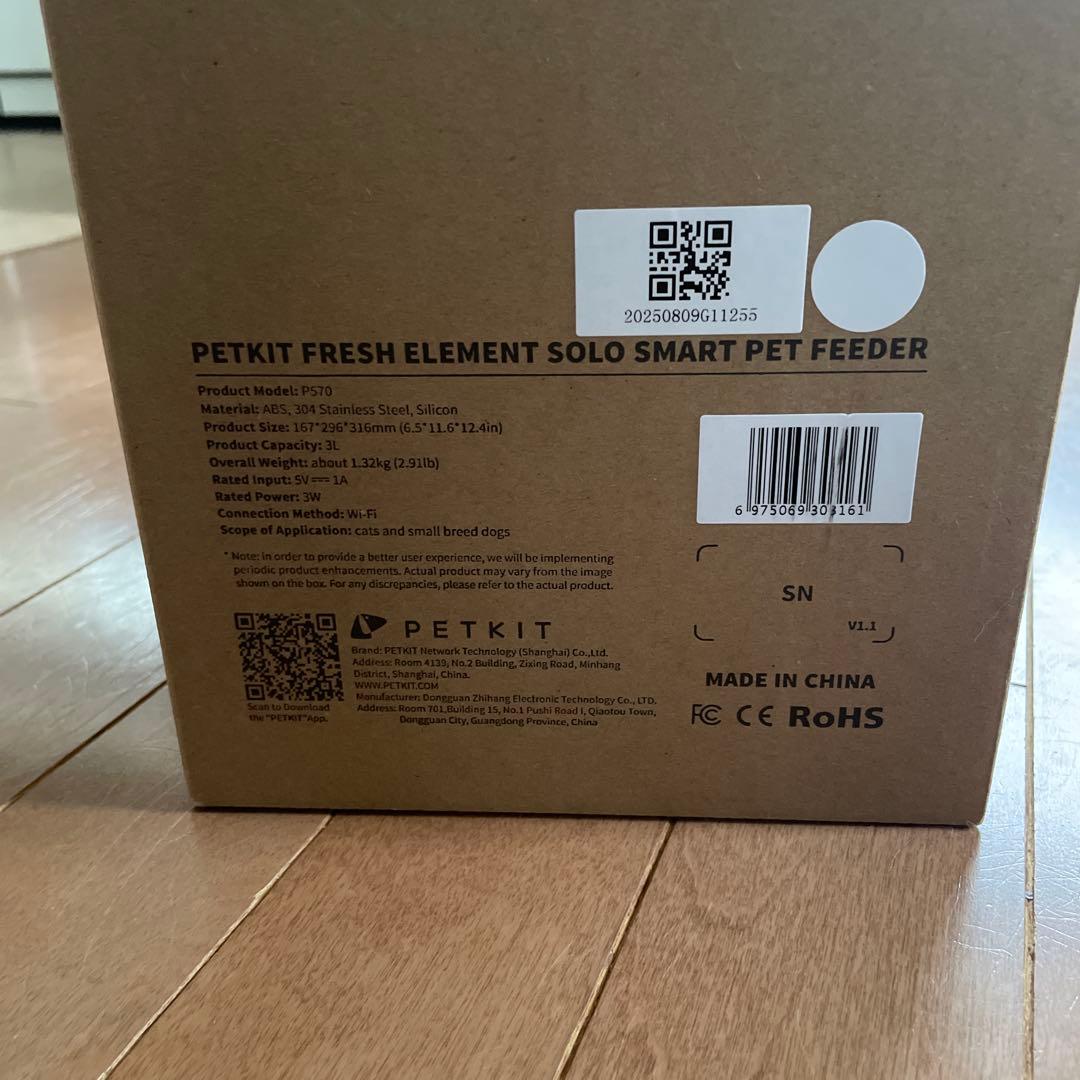 20250809G11255
PETKIT FRESH ELEMENT SOLO SMART PET FEEDER
Product Model: P570
Material: ABS, 304 Stainless Steel, Silicon
Product Size: 167*296*316mm (6.5*11.6*12.4in)
Product Capacity: 3L
Overall Weight: about 1.32kg (2.91lb)
Rated Input: 5V⎓1A
Rated Power: 3W
Connection Method: Wi-Fi
Scope of Application: cats and small breed dogs
* Note: in order to provide a better user experience, we will be implementing
periodic product enhancements. Actual product may vary from the image
shown on the box. For any discrepancies, please refer to the actual product.
6 975069 303161
SN
V1.1
PETKIT
Brand: PETKIT Network Technology (Shanghai) Co.,Ltd.
Address: Room 4139, No.2 Building, Zixing Road, Minhang
District, Shanghai, China.
WWW.PETKIT.COM
Manufacturer: Dongguan Zhihang Electronic Technology Co., LTD.
Address: Room 701,Building 15, No.1 Pushi Road I, Qiaotou Town,
Dongguan City, Guangdong Province, China
Scan to Download
the "PETKIT"App.
MADE IN CHINA
FC CE RoHS